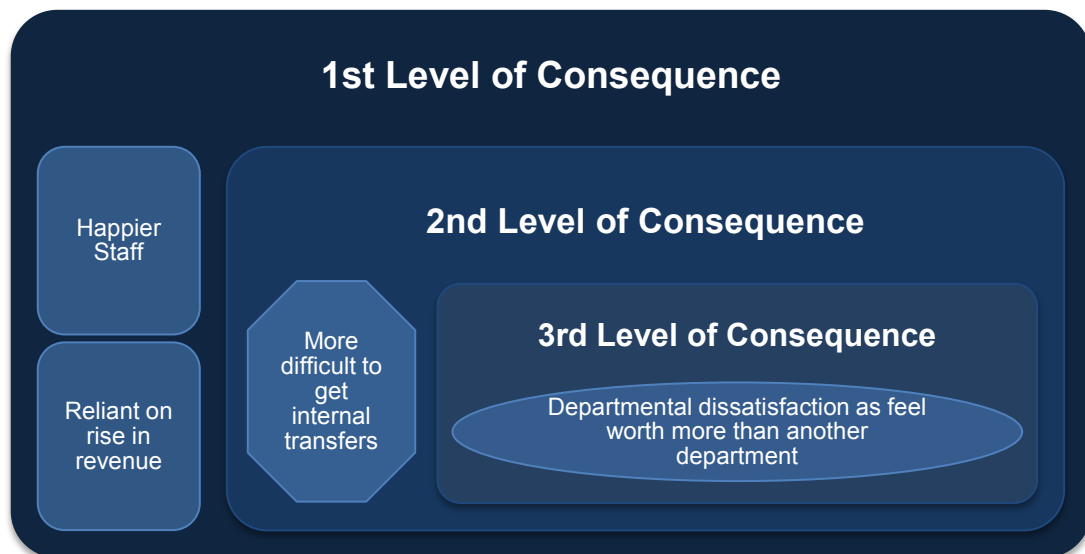 1st Level of Consequence
Happier
Staff
Reliant on
rise in
revenue
2nd Level of Consequence
More
difficult to
get
internal
transfers
3rd Level of Consequence
Departmental dissatisfaction as feel
worth more than another
department